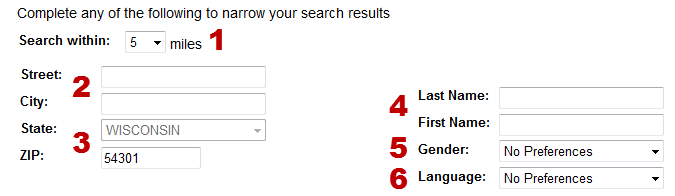 Complete any of the following to narrow your search results
Search within: 5 miles 1
Street:
2
City:
State: WISCONSIN
3
ZIP: 54301
Last Name:
4
First Name:
5 Gender: No Preferences
6 Language: No Preferences